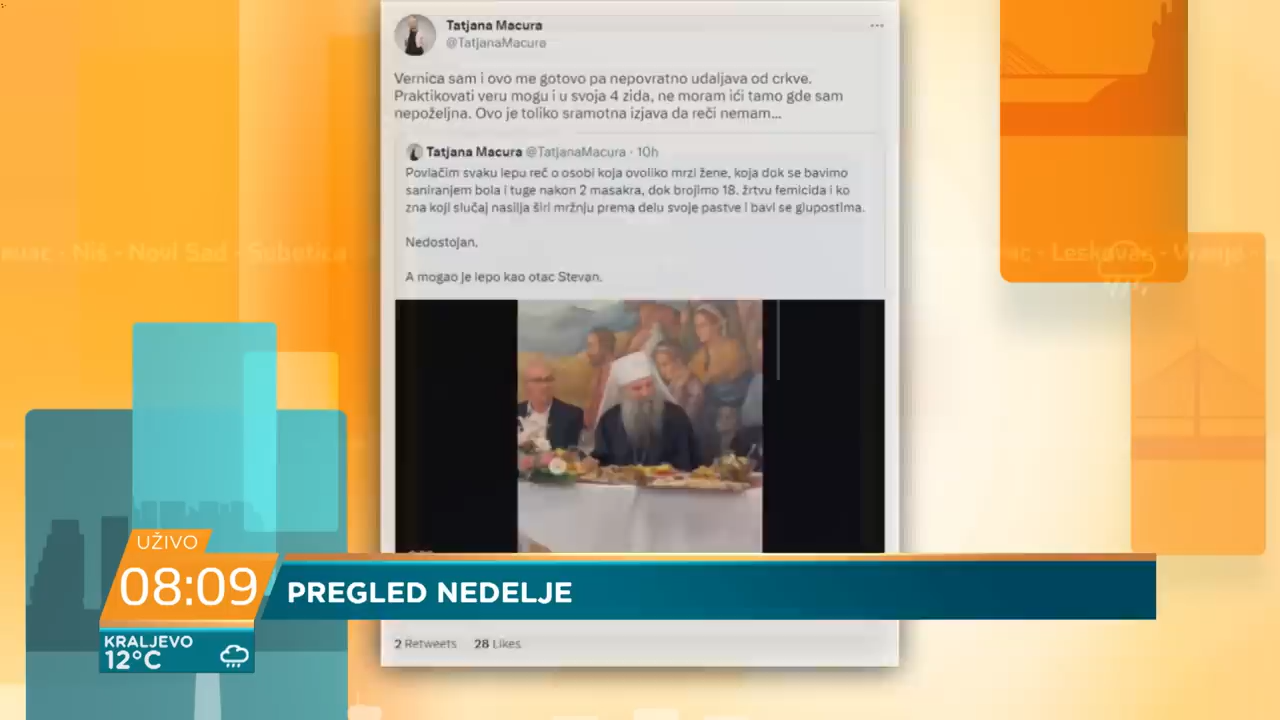 Tatjana Macura
@TatjanaMacura
Vernica sam i ovo me gotovo pa nepovratno udaljava od crkve.
Praktikovati veru mogu i u svoja 4 zida, ne moram ići tamo gde sam
nepoželjna. Ovo je toliko sramotna izjava da reči nemam...
Tatjana Macura @TatjanaMacura · 10h
Povlačim svaku lepu reč o osobi koja ovoliko mrzi žene, koja dok se bavimo
saniranjem bola i tuge nakon 2 masakra, dok brojimo 18. žrtvu femicida i ko
zna koji slučaj nasilja širi mržnju prema delu svoje pastve i bavi se glupostima.
Nedostojan.
A mogao je lepo kao otac Stevan.
- Niš - Novi Sad - Subotica
- Leskovac - Vranje -
UŽIVO
08:09
PREGLED NEDELJE
KRALJEVO
12°C
2 Retweets 28 Likes